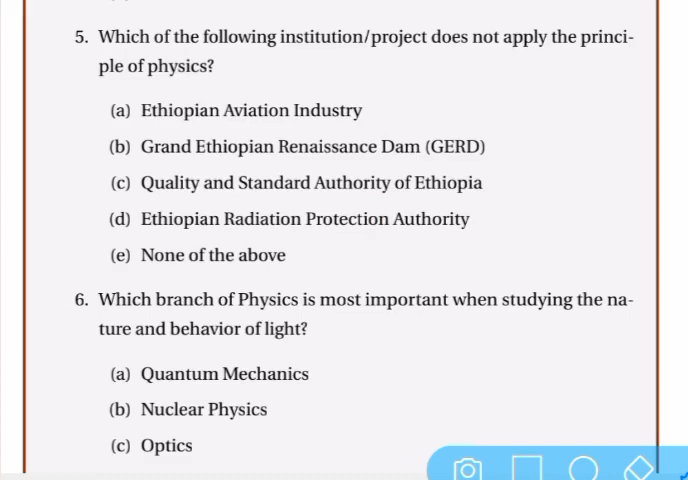 5. Which of the following institution/project does not apply the princi-
ple of physics?
(a) Ethiopian Aviation Industry
(b) Grand Ethiopian Renaissance Dam (GERD)
(c) Quality and Standard Authority of Ethiopia
(d) Ethiopian Radiation Protection Authority
(e) None of the above
6. Which branch of Physics is most important when studying the na-
ture and behavior of light?
(a) Quantum Mechanics
(b) Nuclear Physics
(c) Optics